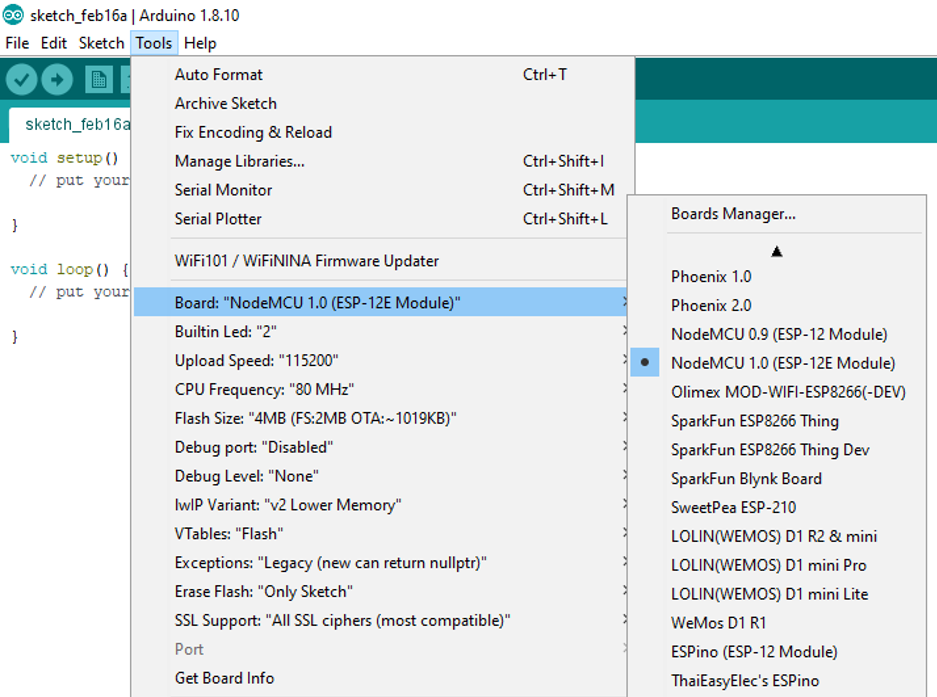 sketch_feb16a | Arduino 1.8.10
File Edit Sketch Tools Help
Auto Format Ctrl+T
Archive Sketch
Fix Encoding & Reload
Manage Libraries... Ctrl+Shift+I
Serial Monitor Ctrl+Shift+M
Serial Plotter Ctrl+Shift+L
WiFi101 / WiFiNINA Firmware Updater
Board: "NodeMCU 1.0 (ESP-12E Module)"
Builtin Led: "2"
Upload Speed: "115200"
CPU Frequency: "80 MHz"
Flash Size: "4MB (FS:2MB OTA:~1019KB)"
Debug port: "Disabled"
Debug Level: "None"
lwIP Variant: "v2 Lower Memory"
VTables: "Flash"
Exceptions: "Legacy (new can return nullptr)"
Erase Flash: "Only Sketch"
SSL Support: "All SSL ciphers (most compatible)"
Port
Get Board Info
Boards Manager...
Phoenix 1.0
Phoenix 2.0
NodeMCU 0.9 (ESP-12 Module)
NodeMCU 1.0 (ESP-12E Module)
Olimex MOD-WIFI-ESP8266(-DEV)
SparkFun ESP8266 Thing
SparkFun ESP8266 Thing Dev
SparkFun Blynk Board
SweetPea ESP-210
LOLIN(WEMOS) D1 R2 & mini
LOLIN(WEMOS) D1 mini Pro
LOLIN(WEMOS) D1 mini Lite
WeMos D1 R1
ESPino (ESP-12 Module)
ThaiEasyElec's ESPino
sketch_feb16a
void setup()
// put your
}
void loop() {
// put your
}